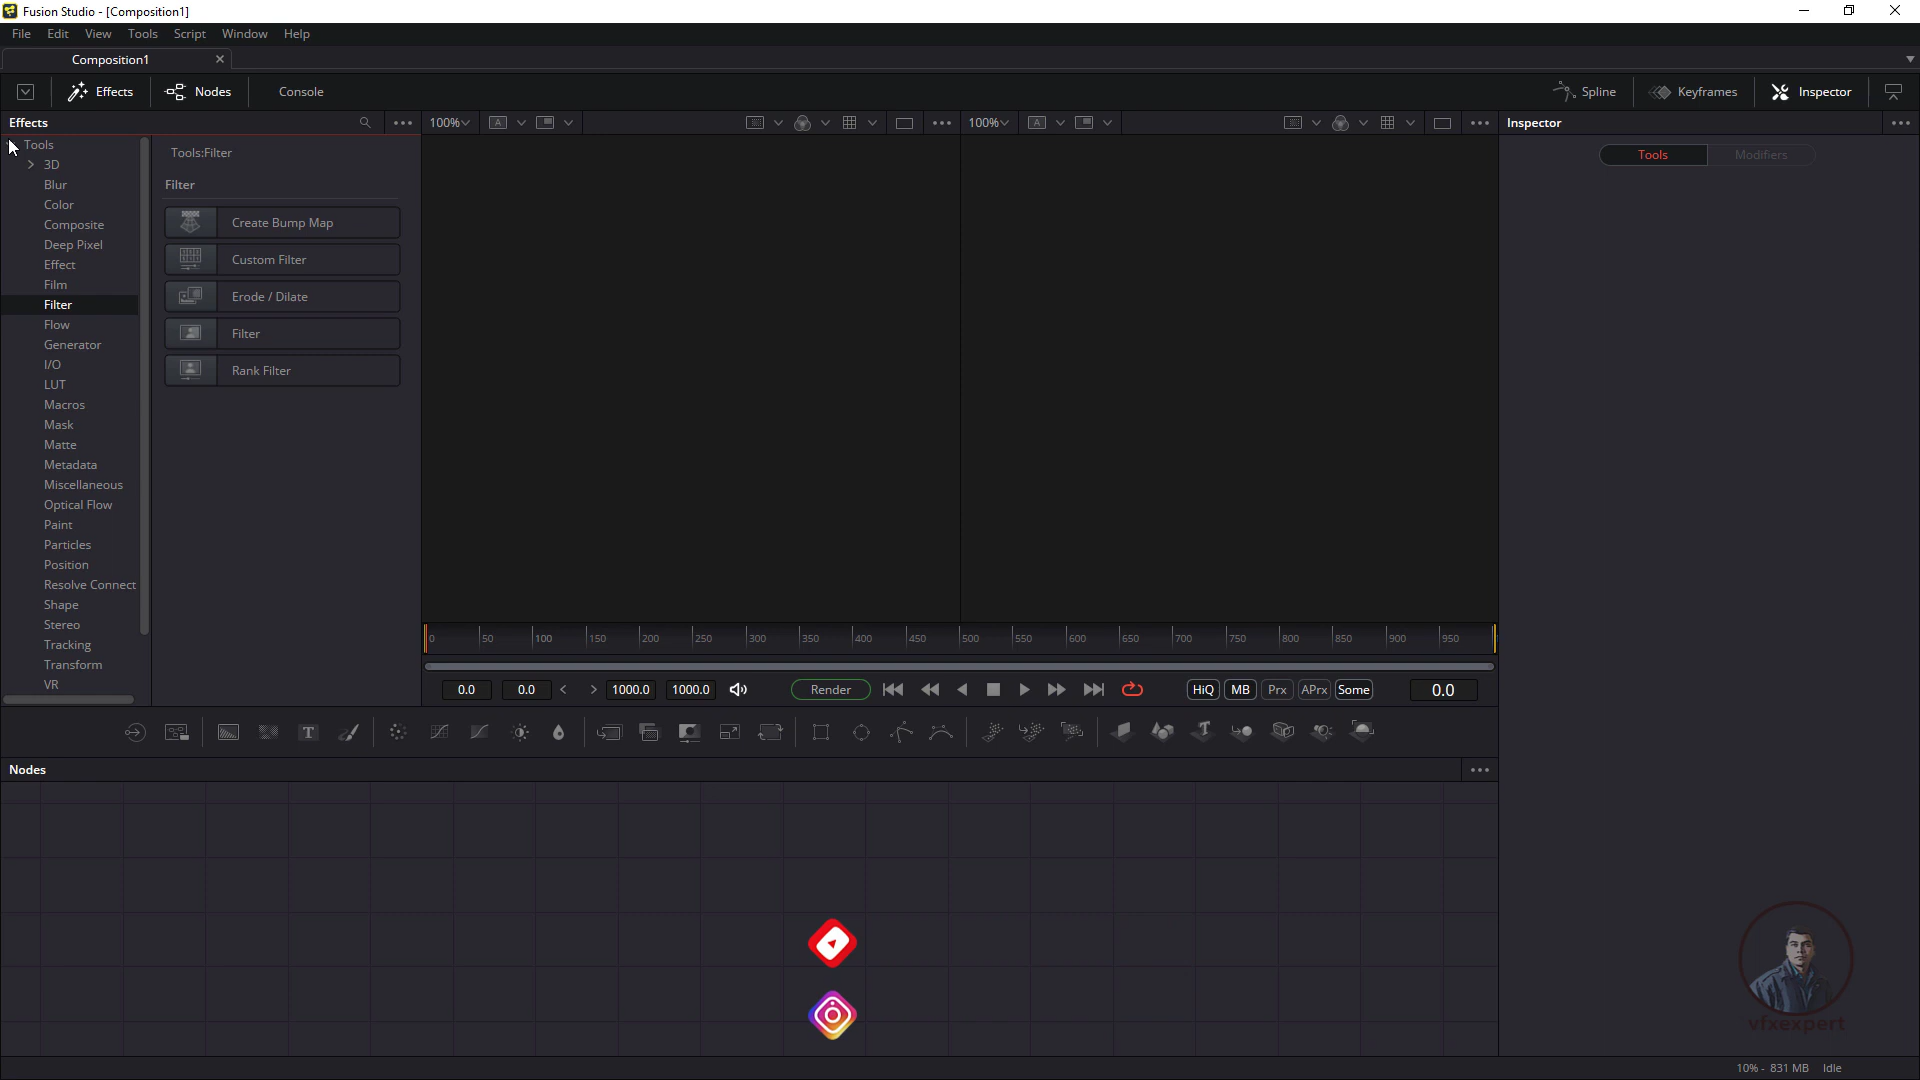 Fusion Studio - [Composition1]
File Edit View Tools Script Window Help
Composition1
Effects Nodes Console Spline Keyframes Inspector
Effects 100% A 100% A Inspector
Tools
3D
Blur
Color
Composite
Deep Pixel
Effect
Film
Filter
Flow
Generator
I/O
LUT
Macros
Mask
Matte
Metadata
Miscellaneous
Optical Flow
Paint
Particles
Position
Resolve Connect
Shape
Stereo
Tracking
Transform
VR
Tools:Filter
Filter
Create Bump Map
Custom Filter
Erode / Dilate
Filter
Rank Filter
Tools Modifiers
0 50 100 150 200 250 300 350 400 450 500 550 600 650 700 750 800 850 900 950
0.0 0.0 1000.0 1000.0 Render HiQ MB Prx APrx Some 0.0
T T
Nodes
vfxexpert
10% - 831 MB Idle